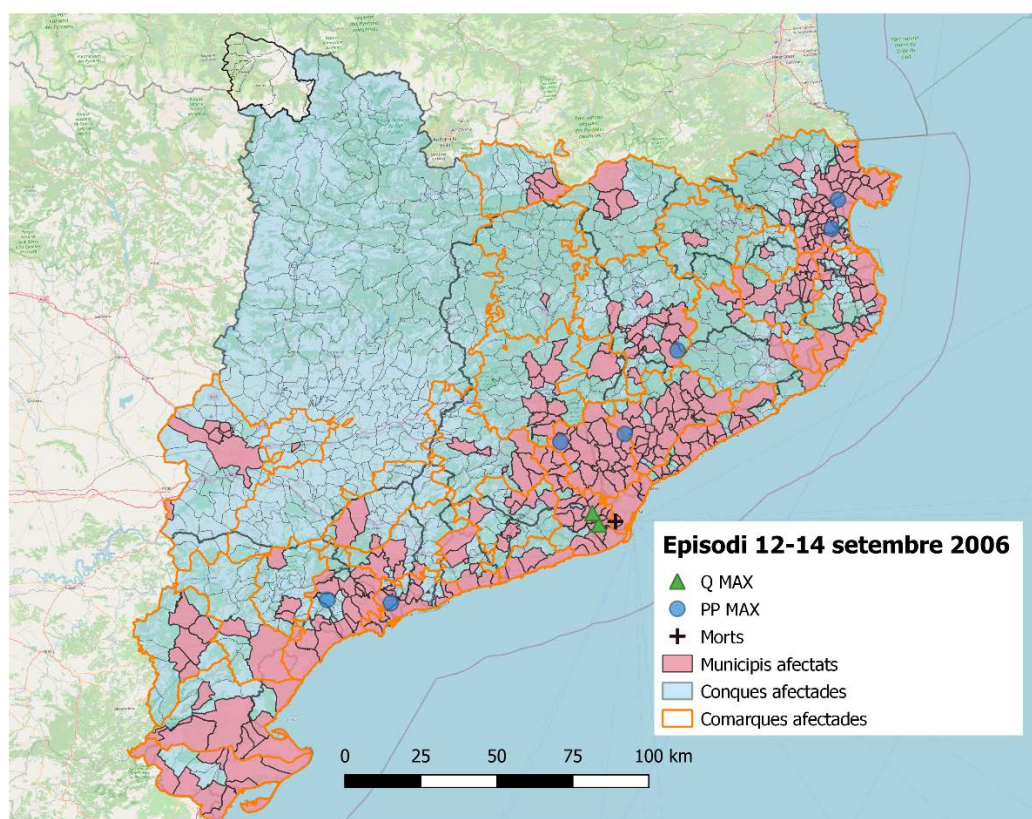 Episodi 12-14 setembre 2006
Q MAX
PP MAX
Morts
Municipis afectats
Conques afectades
Comarques afectades
0 25 50 75 100 km